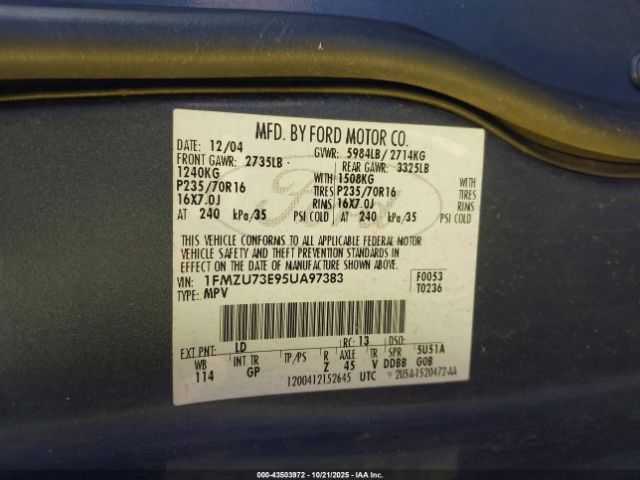 MFD. BY FORD MOTOR CO.
DATE: 12/04 GVWR: 5984LB/ 2714KG
FRONT GAWR: 2735LB REAR GAWR: 3325LB
1240KG WITH 1508KG WITH
P235/70R16 TIRES P235/70R16 TIRES
16X7.0J RIMS 16X7.0J RIMS
AT 240 kPa/35 PSI COLD AT 240 kPa/35 PSI COLD
THIS VEHICLE CONFORMS TO ALL APPLICABLE FEDERAL MOTOR
VEHICLE SAFETY AND THEFT PREVENTION STANDARDS IN EFFECT
ON THE DATE OF MANUFACTURE SHOWN ABOVE.
VIN: 1FMZU73E95UA97383 F0053
TYPE: MPV T0236
EXT PNT: LD RC: 13 DSO:
WB INT TR TP/PS R AXLE TR SPR 5U51A
114 GP Z 45 V DDBB GOB
1200412152645 UTC 2U5A-1520472-AA
Ford
000-43503972 - 10/21/2025 - IAAI, Inc.